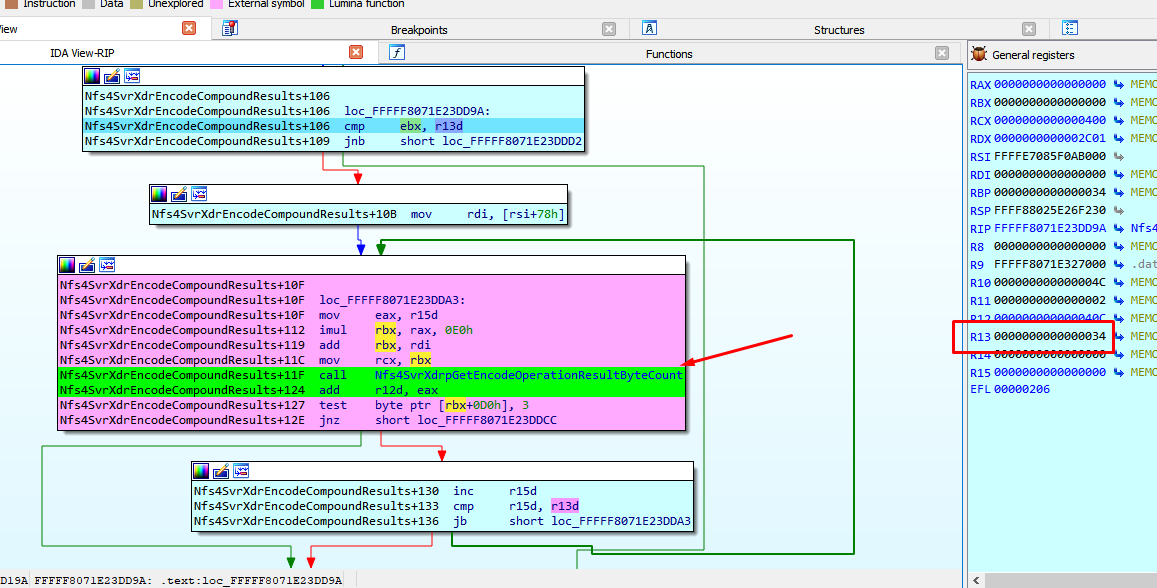 Instruction Data Unexplored External symbol Lumina function
iew Breakpoints Structures
IDA View-RIP Functions
General registers
Nfs4SvrXdrEncodeCompoundResults+106
Nfs4SvrXdrEncodeCompoundResults+106 loc_FFFFF8071E23DD9A:
Nfs4SvrXdrEncodeCompoundResults+106 cmp ebx, r13d
Nfs4SvrXdrEncodeCompoundResults+109 jnb short loc_FFFFF8071E23DDD2
Nfs4SvrXdrEncodeCompoundResults+10B mov rdi, [rsi+78h]
Nfs4SvrXdrEncodeCompoundResults+10F
Nfs4SvrXdrEncodeCompoundResults+10F loc_FFFFF8071E23DDA3:
Nfs4SvrXdrEncodeCompoundResults+10F mov eax, r15d
Nfs4SvrXdrEncodeCompoundResults+112 imul rbx, rax, 0E0h
Nfs4SvrXdrEncodeCompoundResults+119 add rbx, rdi
Nfs4SvrXdrEncodeCompoundResults+11C mov rcx, rbx
Nfs4SvrXdrEncodeCompoundResults+11F call Nfs4SvrXdrpGetEncodeOperationResultByteCount
Nfs4SvrXdrEncodeCompoundResults+124 add r12d, eax
Nfs4SvrXdrEncodeCompoundResults+127 test byte ptr [rbx+0D0h], 3
Nfs4SvrXdrEncodeCompoundResults+12E jnz short loc_FFFFF8071E23DDCC
Nfs4SvrXdrEncodeCompoundResults+130 inc r15d
Nfs4SvrXdrEncodeCompoundResults+133 cmp r15d, r13d
Nfs4SvrXdrEncodeCompoundResults+136 jb short loc_FFFFF8071E23DDA3
D19A FFFFF8071E23DD9A: .text:loc_FFFFF8071E23DD9A
RAX 0000000000000000 MEMO
RBX 0000000000000000 MEMO
RCX 0000000000000400 MEMO
RDX 0000000000002C01 MEMO
RSI FFFFE7085F0AB000
RDI 0000000000000000 MEMO
RBP 0000000000000034 MEMO
RSP FFFF88025E26F230
RIP FFFFF8071E23DD9A Nfs4
R8 0000000000000000 MEMO
R9 FFFFF8071E327000 .dat
R10 000000000000004C MEMO
R11 0000000000000002 MEMO
R12 000000000000040C MEMO
R13 0000000000000034 MEMO
R14 0000000000000000 MEMO
R15 0000000000000000 MEMO
EFL 00000206